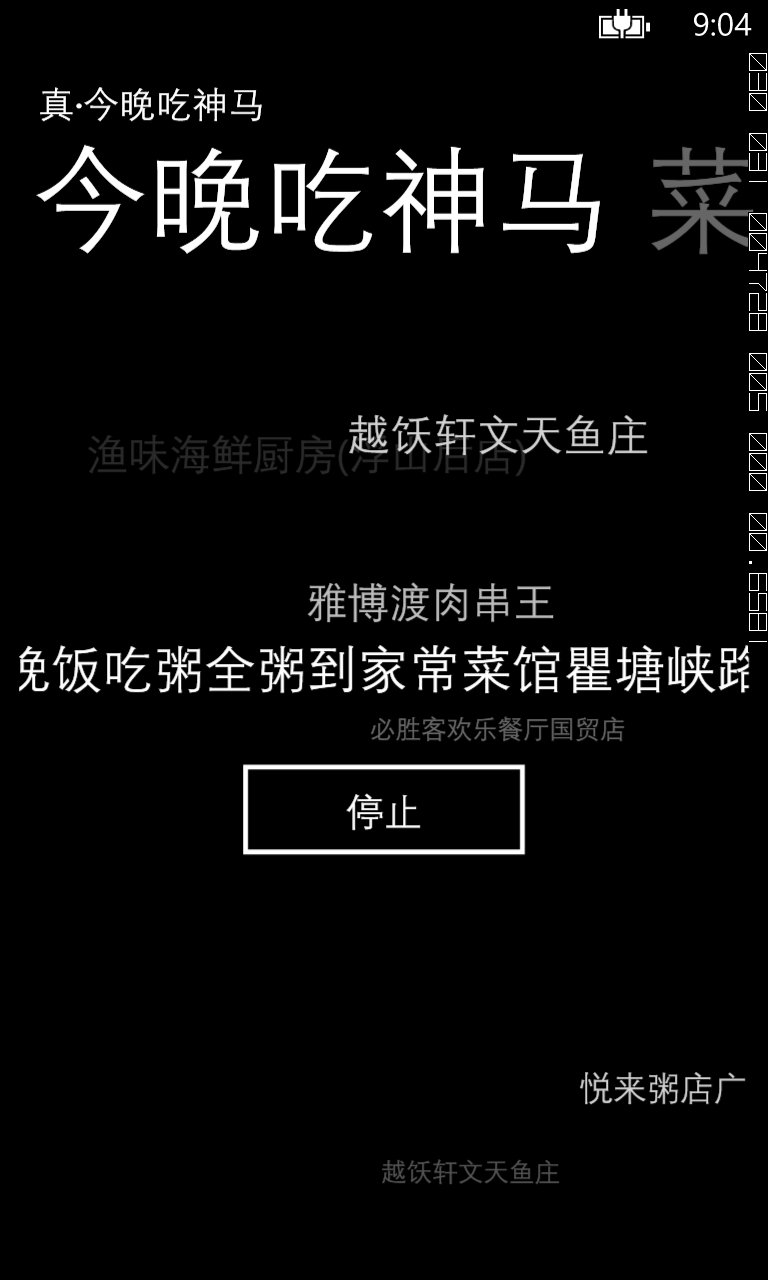 9:04
真·今晚吃神马
今晚吃神马 菜
越饫轩文天鱼庄
渔味海鲜厨房(浮山后店)
雅博渡肉串王
晚饭吃粥全粥到家常菜馆瞿塘峡路
必胜客欢乐餐厅国贸店
停止
悦来粥店广
越饫轩文天鱼庄